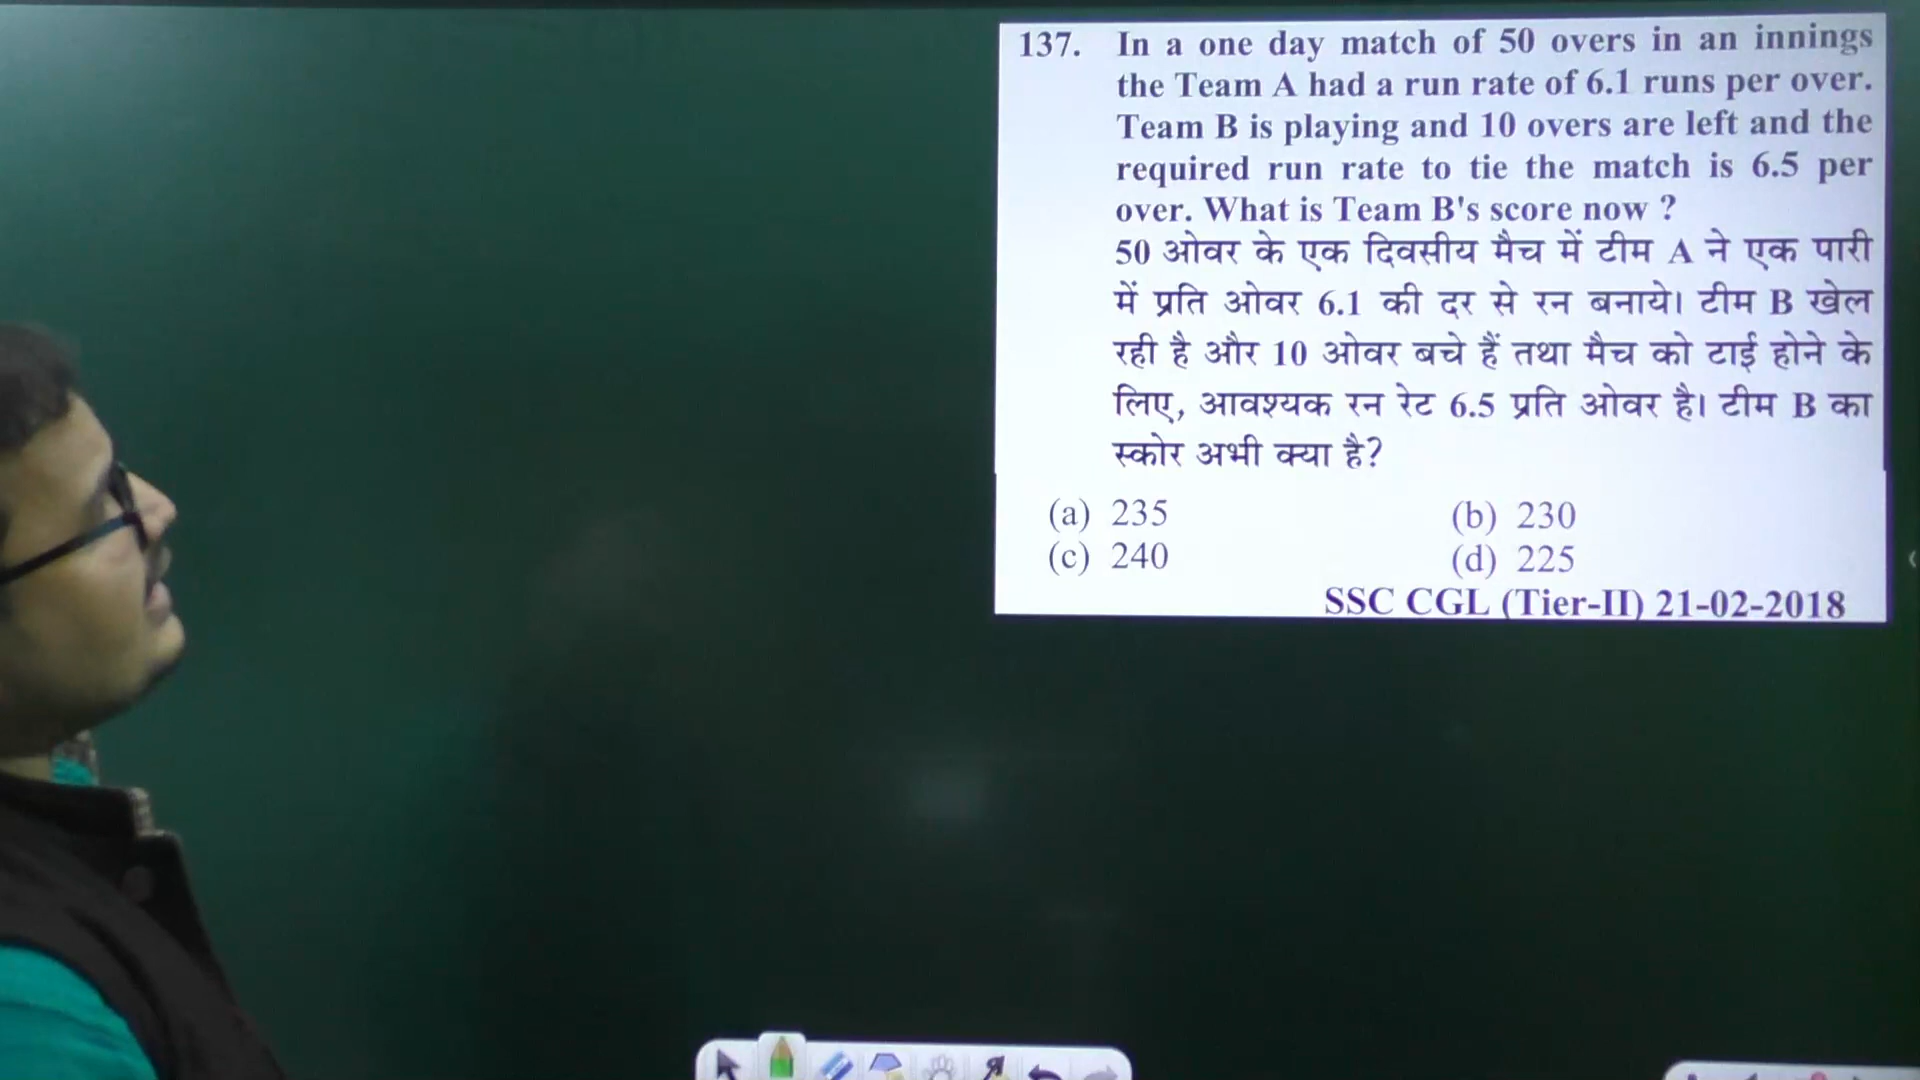 137. In a one day match of 50 overs in an innings
the Team A had a run rate of 6.1 runs per over.
Team B is playing and 10 overs are left and the
required run rate to tie the match is 6.5 per
over. What is Team B's score now ?
50 ओवर के एक दिवसीय मैच में टीम A ने एक पारी
में प्रति ओवर 6.1 की दर से रन बनाये। टीम B खेल
रही है और 10 ओवर बचे हैं तथा मैच को टाई होने के
लिए, आवश्यक रन रेट 6.5 प्रति ओवर है। टीम B का
स्कोर अभी क्या है?
(a) 235 (b) 230
(c) 240 (d) 225
SSC CGL (Tier-II) 21-02-2018